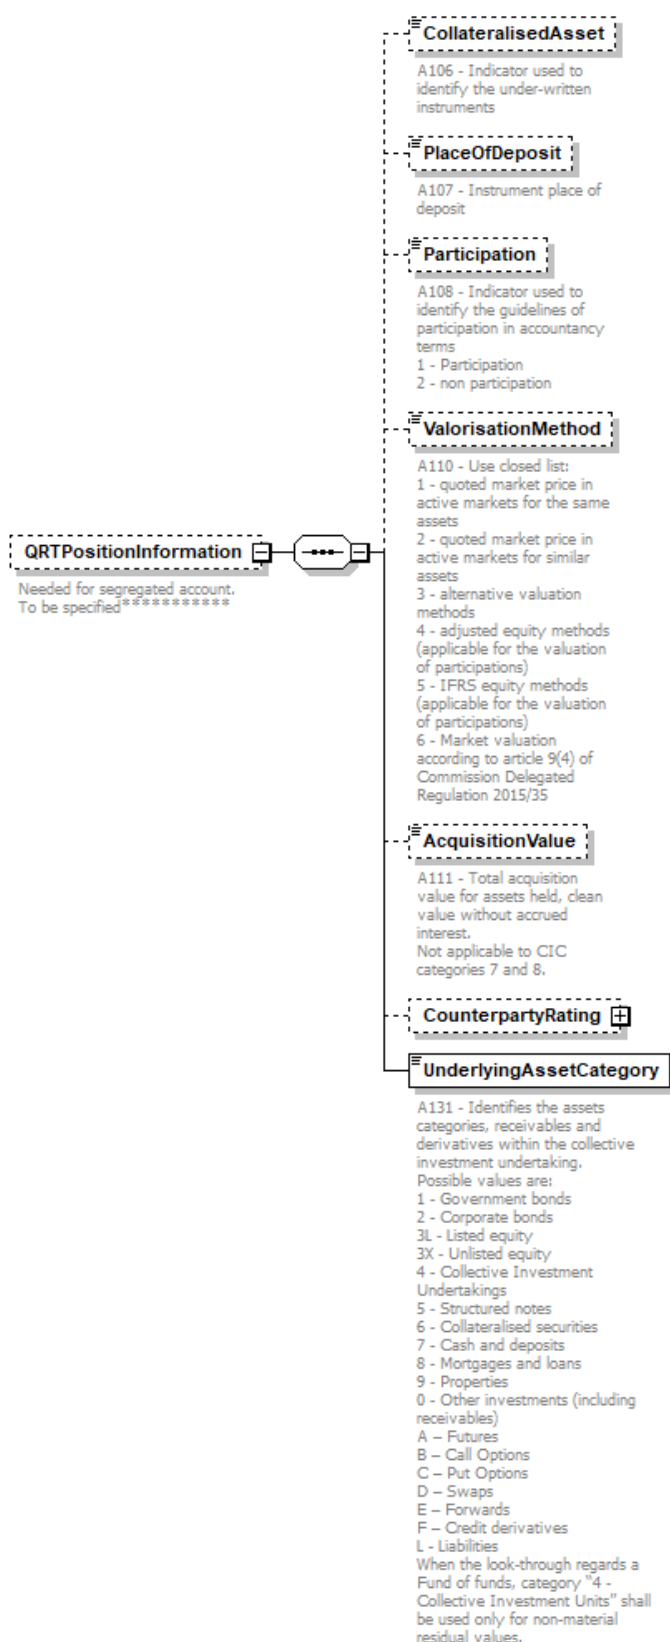 CollateralisedAsset
A106 - Indicator used to
identify the under-written
instruments
PlaceOfDeposit
A107 - Instrument place of
deposit
Participation
A108 - Indicator used to
identify the guidelines of
participation in accountancy
terms
1 - Participation
2 - non participation
ValorisationMethod
A110 - Use closed list:
1 - quoted market price in
active markets for the same
assets
2 - quoted market price in
active markets for similar
assets
3 - alternative valuation
methods
4 - adjusted equity methods
(applicable for the valuation
of participations)
5 - IFRS equity methods
(applicable for the valuation
of participations)
6 - Market valuation
according to article 9(4) of
Commission Delegated
Regulation 2015/35
QRTPositionInformation
Needed for segregated account.
To be specified***********
AcquisitionValue
A111 - Total acquisition
value for assets held, clean
value without accrued
interest.
Not applicable to CIC
categories 7 and 8.
CounterpartyRating
UnderlyingAssetCategory
A131 - Identifies the assets
categories, receivables and
derivatives within the collective
investment undertaking.
Possible values are:
1 - Government bonds
2 - Corporate bonds
3L - Listed equity
3X - Unlisted equity
4 - Collective Investment
Undertakings
5 - Structured notes
6 - Collateralised securities
7 - Cash and deposits
8 - Mortgages and loans
9 - Properties
0 - Other investments (including
receivables)
A – Futures
B – Call Options
C – Put Options
D – Swaps
E – Forwards
F – Credit derivatives
L - Liabilities
When the look-through regards a
Fund of funds, category "4 -
Collective Investment Units" shall
be used only for non-material
residual values.